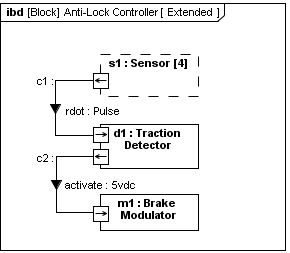 ibd [Block] Anti-Lock Controller [ Extended ]
s1 : Sensor [4]
c1 :
rdot : Pulse
d1 : Traction
Detector
c2 :
activate : 5vdc
m1 : Brake
Modulator